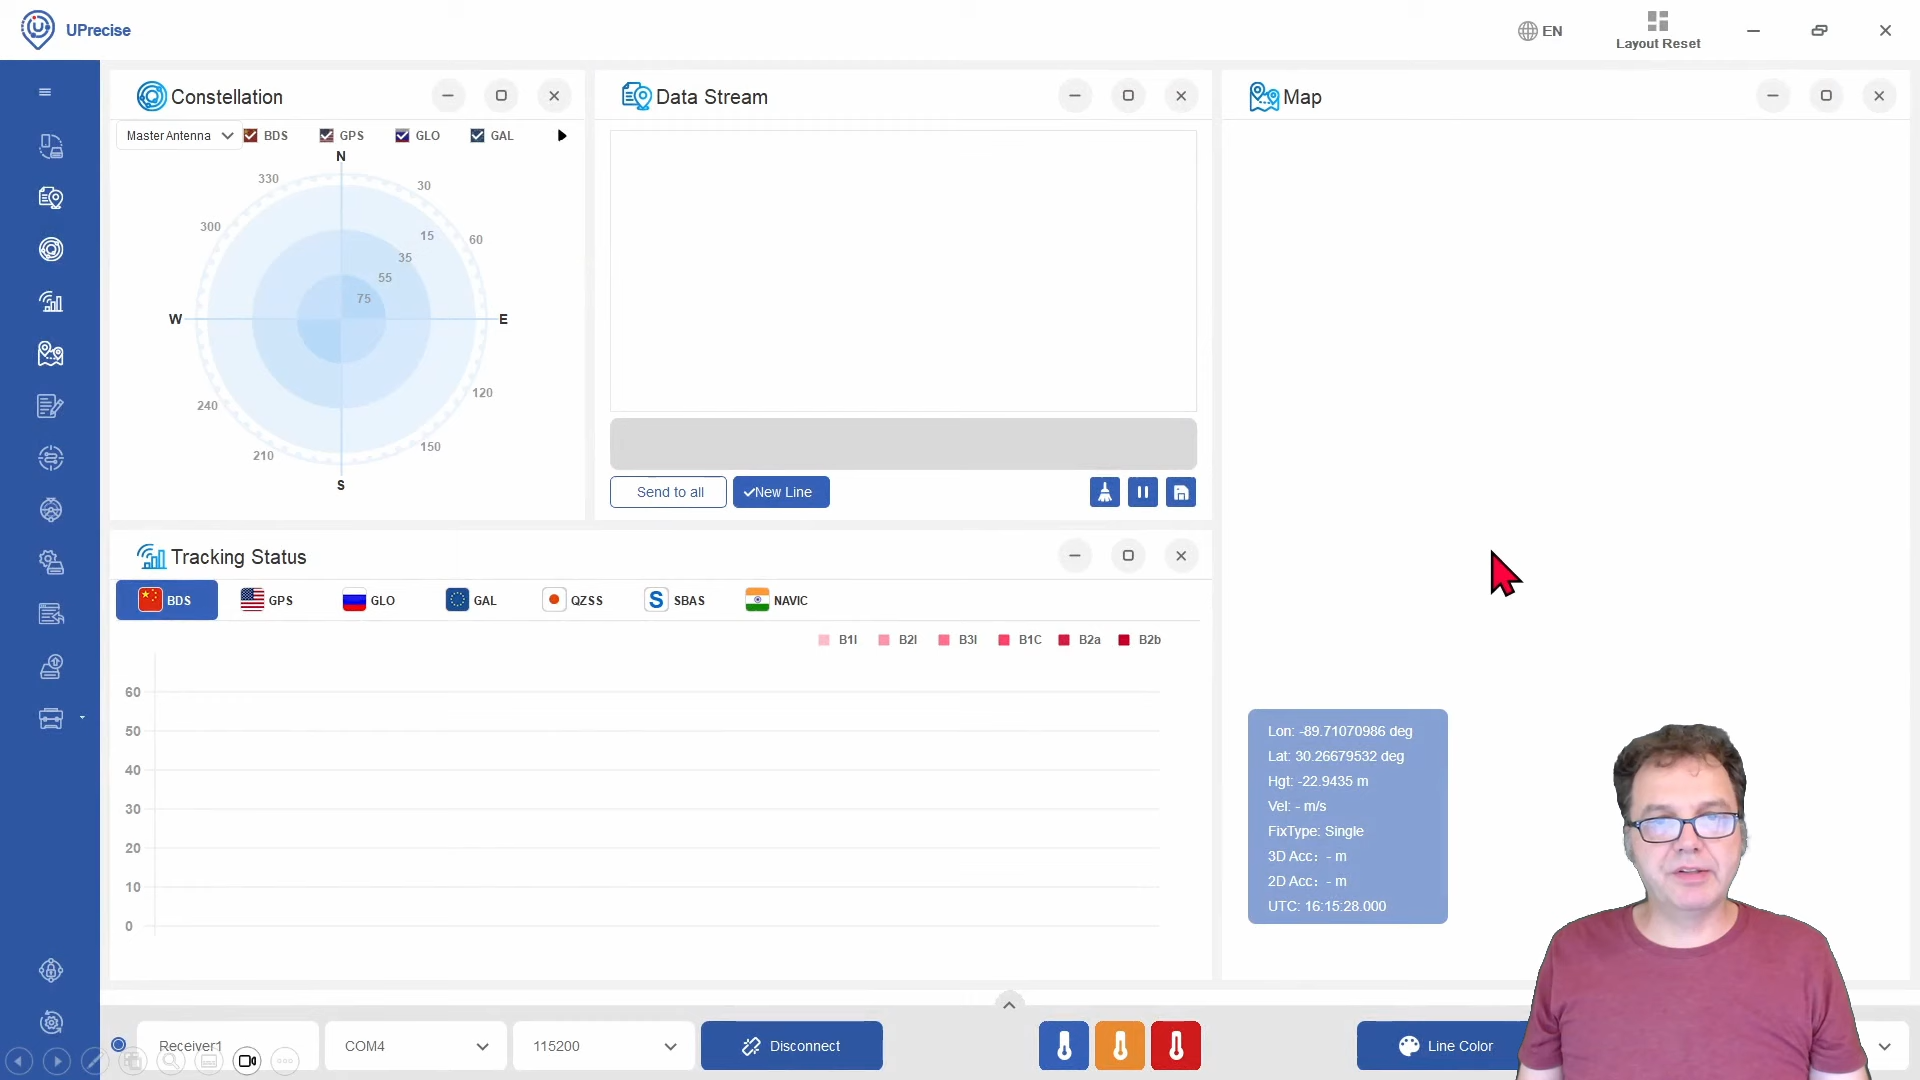 UPrecise
EN
Layout Reset
Constellation
Master Antenna
BDS
GPS
GLO
GAL
N
330
30
300
15
60
35
55
75
W
E
120
240
150
210
S
Data Stream
Send to all
New Line
Map
Tracking Status
BDS
GPS
GLO
GAL
QZSS
S
SBAS
NAVIC
B1I
B2I
B3I
B1C
B2a
B2b
60
50
40
30
20
10
0
Lon: -89.71070986 deg
Lat: 30.26679532 deg
Hgt: -22.9435 m
Vel: - m/s
FixType: Single
3D Acc: - m
2D Acc: - m
UTC: 16:15:28.000
Receiver1
COM4
115200
Disconnect
Line Color